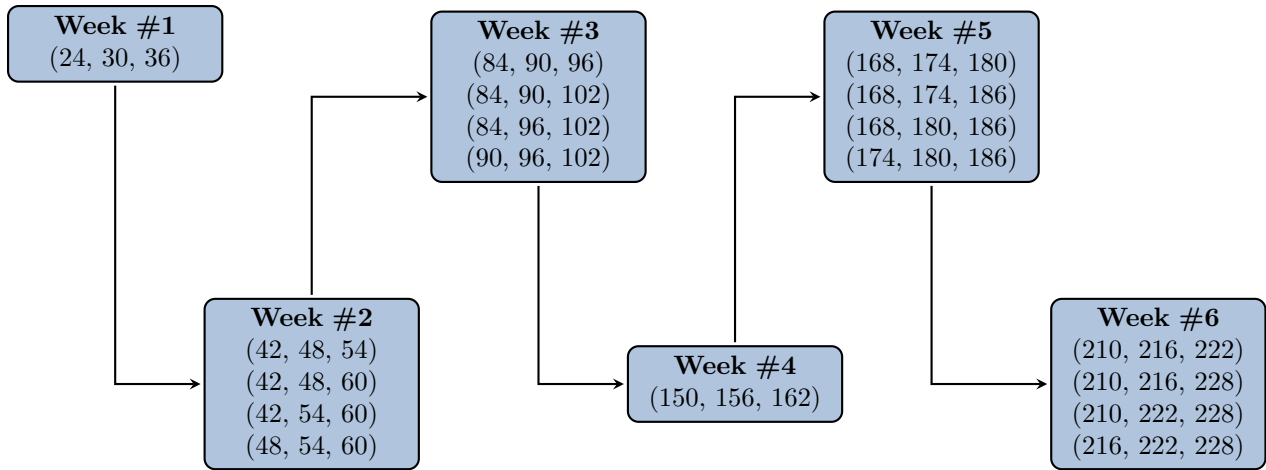 Week #1
(24, 30, 36)
Week #2
(42, 48, 54)
(42, 48, 60)
(42, 54, 60)
(48, 54, 60)
Week #3
(84, 90, 96)
(84, 90, 102)
(84, 96, 102)
(90, 96, 102)
Week #4
(150, 156, 162)
Week #5
(168, 174, 180)
(168, 174, 186)
(168, 180, 186)
(174, 180, 186)
Week #6
(210, 216, 222)
(210, 216, 228)
(210, 222, 228)
(216, 222, 228)